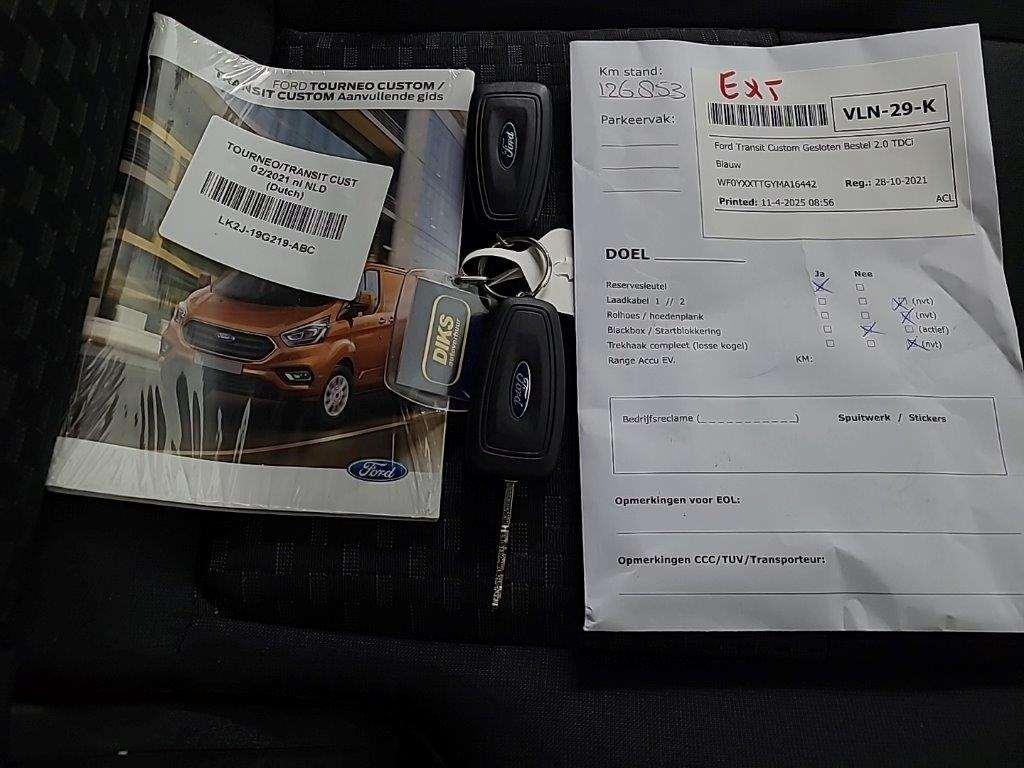 FORD TOURNEO CUSTOM /
TRANSIT CUSTOM Aanvullende gids
TOURNEO/TRANSIT CUST
02/2021 nl NLD
(Dutch)
LK2J-19G219-ABC
Ford
Ford
DIKS
autoverhuur
Ford
Km stand:
126.853
Parkeervak:
EXT
VLN-29-K
Ford Transit Custom Gesloten Bestel 2.0 TDCi
Blauw
WF0YXXTTGYMA16442 Reg.: 28-10-2021
Printed: 11-4-2025 08:56 ACL
DOEL
Ja Nee
Reservesleutel
Laadkabel 1 // 2 (nvt)
Rolhoes / hoedenplank (nvt)
Blackbox / Startblokkering (actief)
Trekhaak compleet (losse kogel) (nvt)
Range Accu EV. KM:
Bedrijfsreclame (_ _ _ _ _ _ _ _ _ _ _) Spuitwerk / Stickers
Opmerkingen voor EOL:
Opmerkingen CCC/TUV/Transporteur: